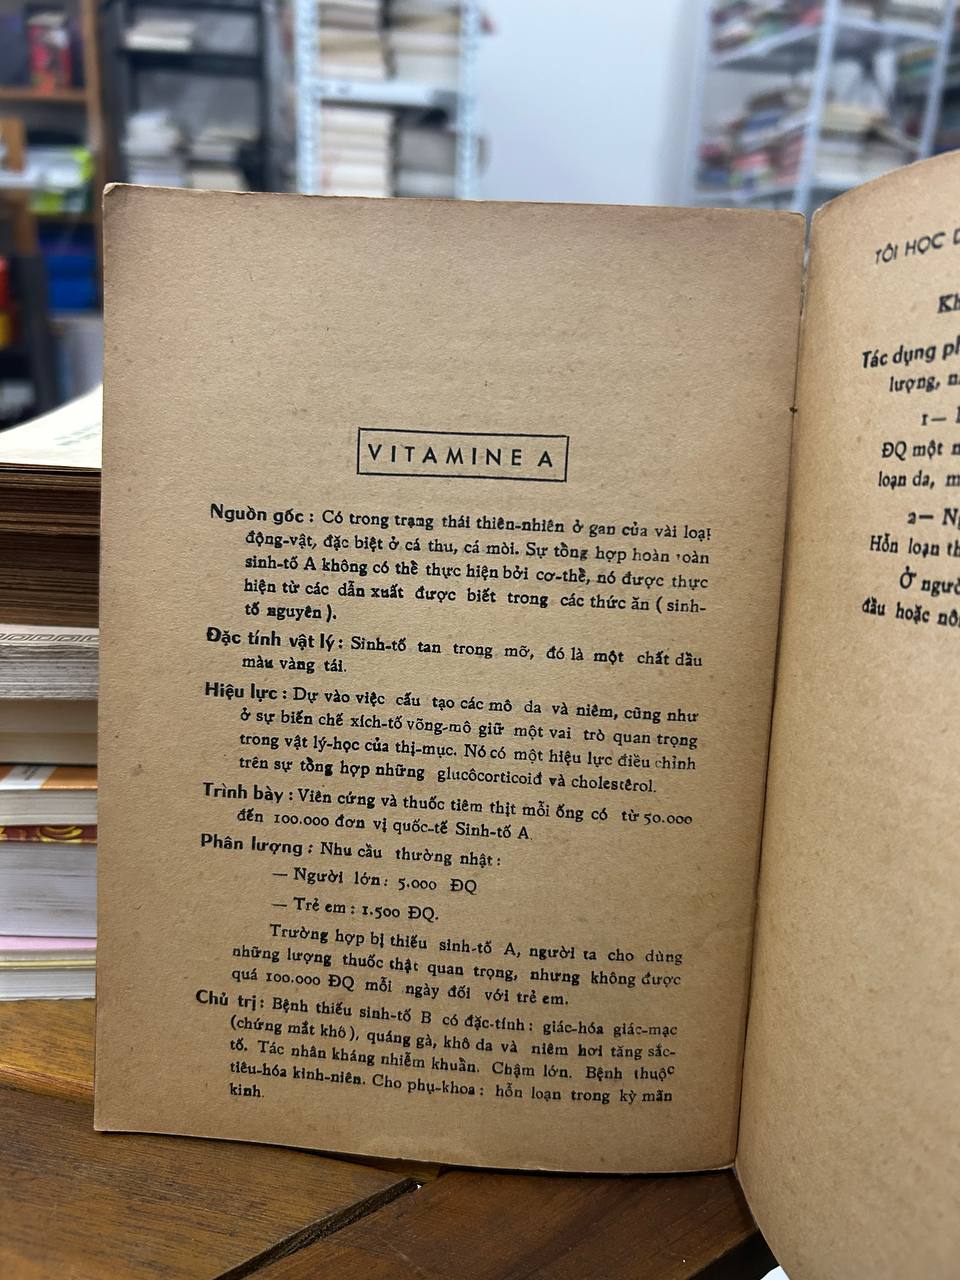 VITAMINE A
Nguồn gốc : Có trong trạng thái thiên-nhiên ở gan của vài loại
động-vật, đặc biệt ở cá thu, cá mòi. Sự tồng hợp hoàn toàn
sinh-tố A không có thề thực hiện bởi cơ-thề, nó được thực
hiện từ các dẫn xuất được biết trong các thức ăn ( sinh-
tố nguyên ).
Đặc tính vật lý : Sinh-tố tan trong mỡ, đó là một chất dầu
màu vàng tái.
Hiệu lực : Dự vào việc cấu tạo các mô da và niêm, cũng như
ở sự biến chế xích-tố võng-mô giữ một vai trò quan trọng
trong vật lý-học của thị-mục. Nó có một hiệu lực điều chỉnh
trên sự tồng hợp những glucôcorticoid và cholestêrol.
Trình bày : Viên cứng và thuốc tiêm thịt mỗi ống có từ 50.000
đến 100.000 đơn vị quốc-tế Sinh-tố A.
Phân lượng : Nhu cầu thường nhật :
— Người lớn : 5.000 ĐQ
— Trẻ em : 1.500 ĐQ.
Trường hợp bị thiếu sinh-tố A, người ta cho dùng
những lượng thuốc thật quan trọng, nhưng không được
quá 100.000 ĐQ mỗi ngày đối với trẻ em.
Chủ trị : Bệnh thiếu sinh-tố B có đặc-tính : giác-hóa giác-mạc
(chứng mắt khô), quáng gà, khô da và niêm hơi tăng sắc-
tố. Tác nhân kháng nhiễm khuần. Chậm lớn. Bệnh thuộc
tiêu-hóa kinh-niên. Cho phụ-khoa : hỗn loạn trong kỳ mãn
kinh.
TÔI HỌC
Tác dụng
lượng,
1—
ĐQ một
loạn da,
2—
Hỗn loạn
Ở
đầu hoặc